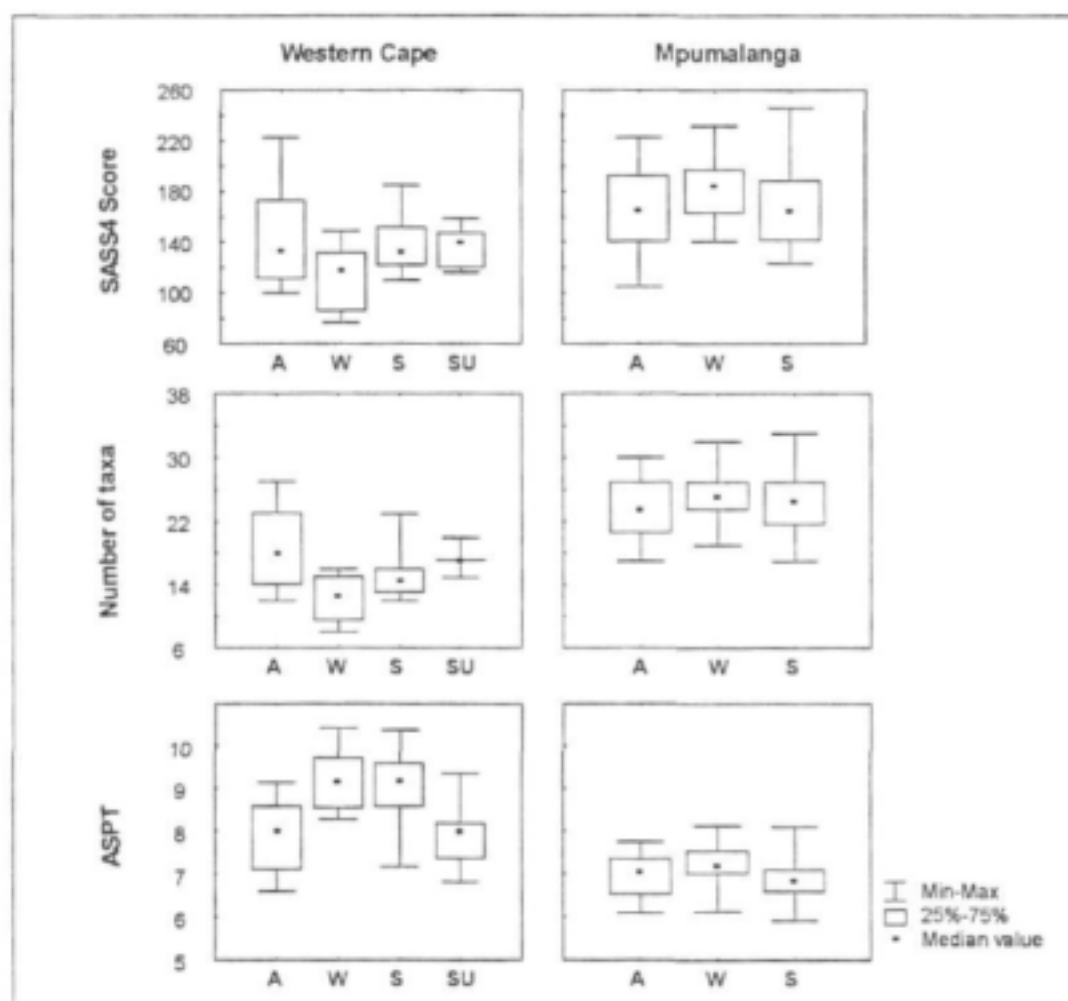 Western Cape Mpumalanga
SASS4 Score
260
220
180
140
100
60
A W S SU
A W S
Number of taxa
38
30
22
14
6
A W S SU
A W S
ASPT
10
9
8
7
6
5
A W S SU
A W S
Min-Max
25%-75%
Median value